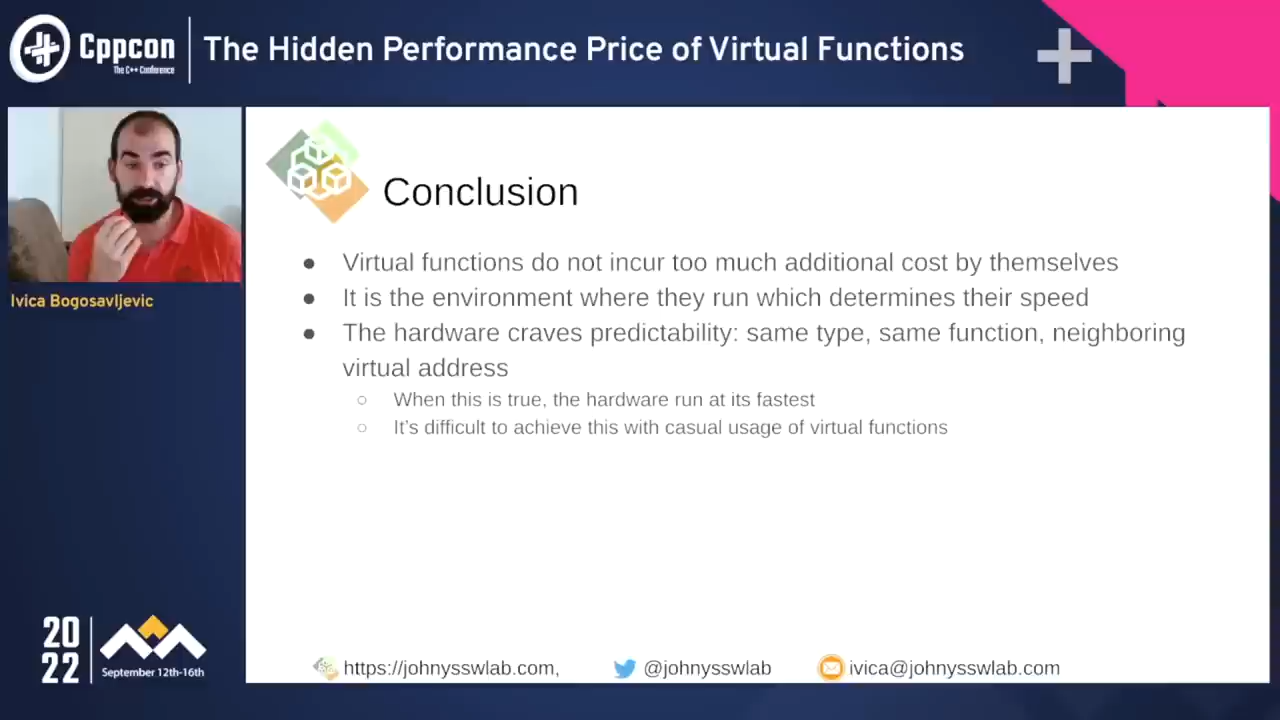 Cppcon
The C++ Conference
The Hidden Performance Price of Virtual Functions
Ivica Bogosavljevic
Conclusion
● Virtual functions do not incur too much additional cost by themselves
● It is the environment where they run which determines their speed
● The hardware craves predictability: same type, same function, neighboring
virtual address
○ When this is true, the hardware run at its fastest
○ It's difficult to achieve this with casual usage of virtual functions
20
22
September 12th-16th
https://johnysswlab.com,
@johnysswlab
ivica@johnysswlab.com